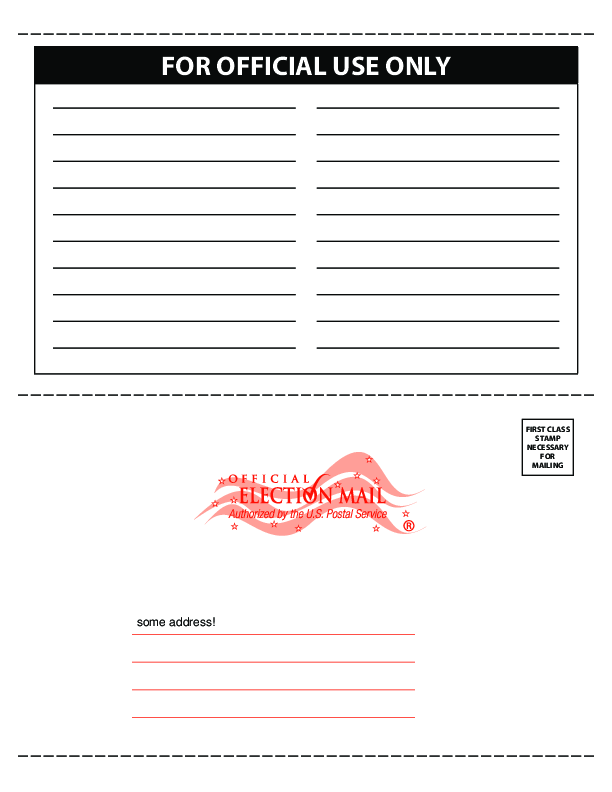 FOR OFFICIAL USE ONLY
FIRST CLASS
STAMP
NECESSARY
FOR
MAILING
OFFICIAL
ELECTION MAIL
Authorized by the U.S. Postal Service
®
some address!